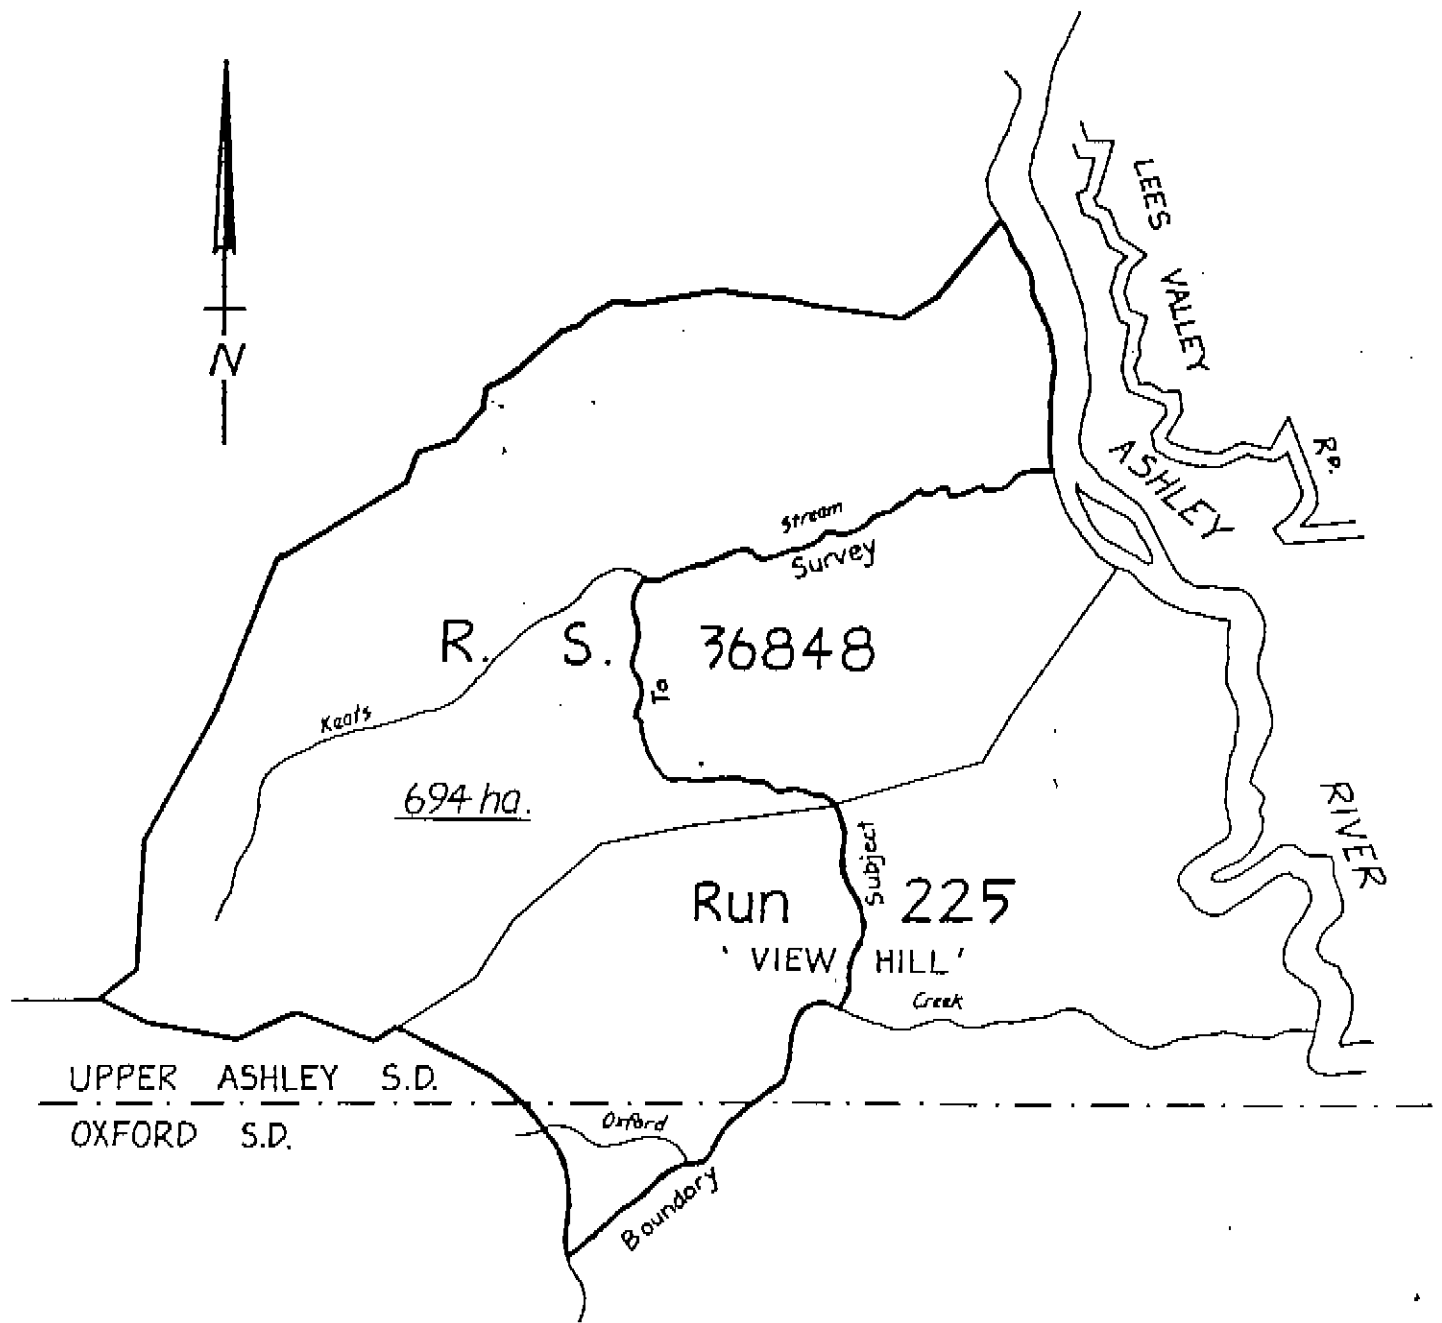 N
LEES VALLEY RD.
ASHLEY RIVER
Stream
Survey
R. S. 36848
To
Keats
694 ha.
Subject
Run 225
'VIEW HILL'
Creek
UPPER ASHLEY S.D.
OXFORD S.D.
Oxford
Boundary